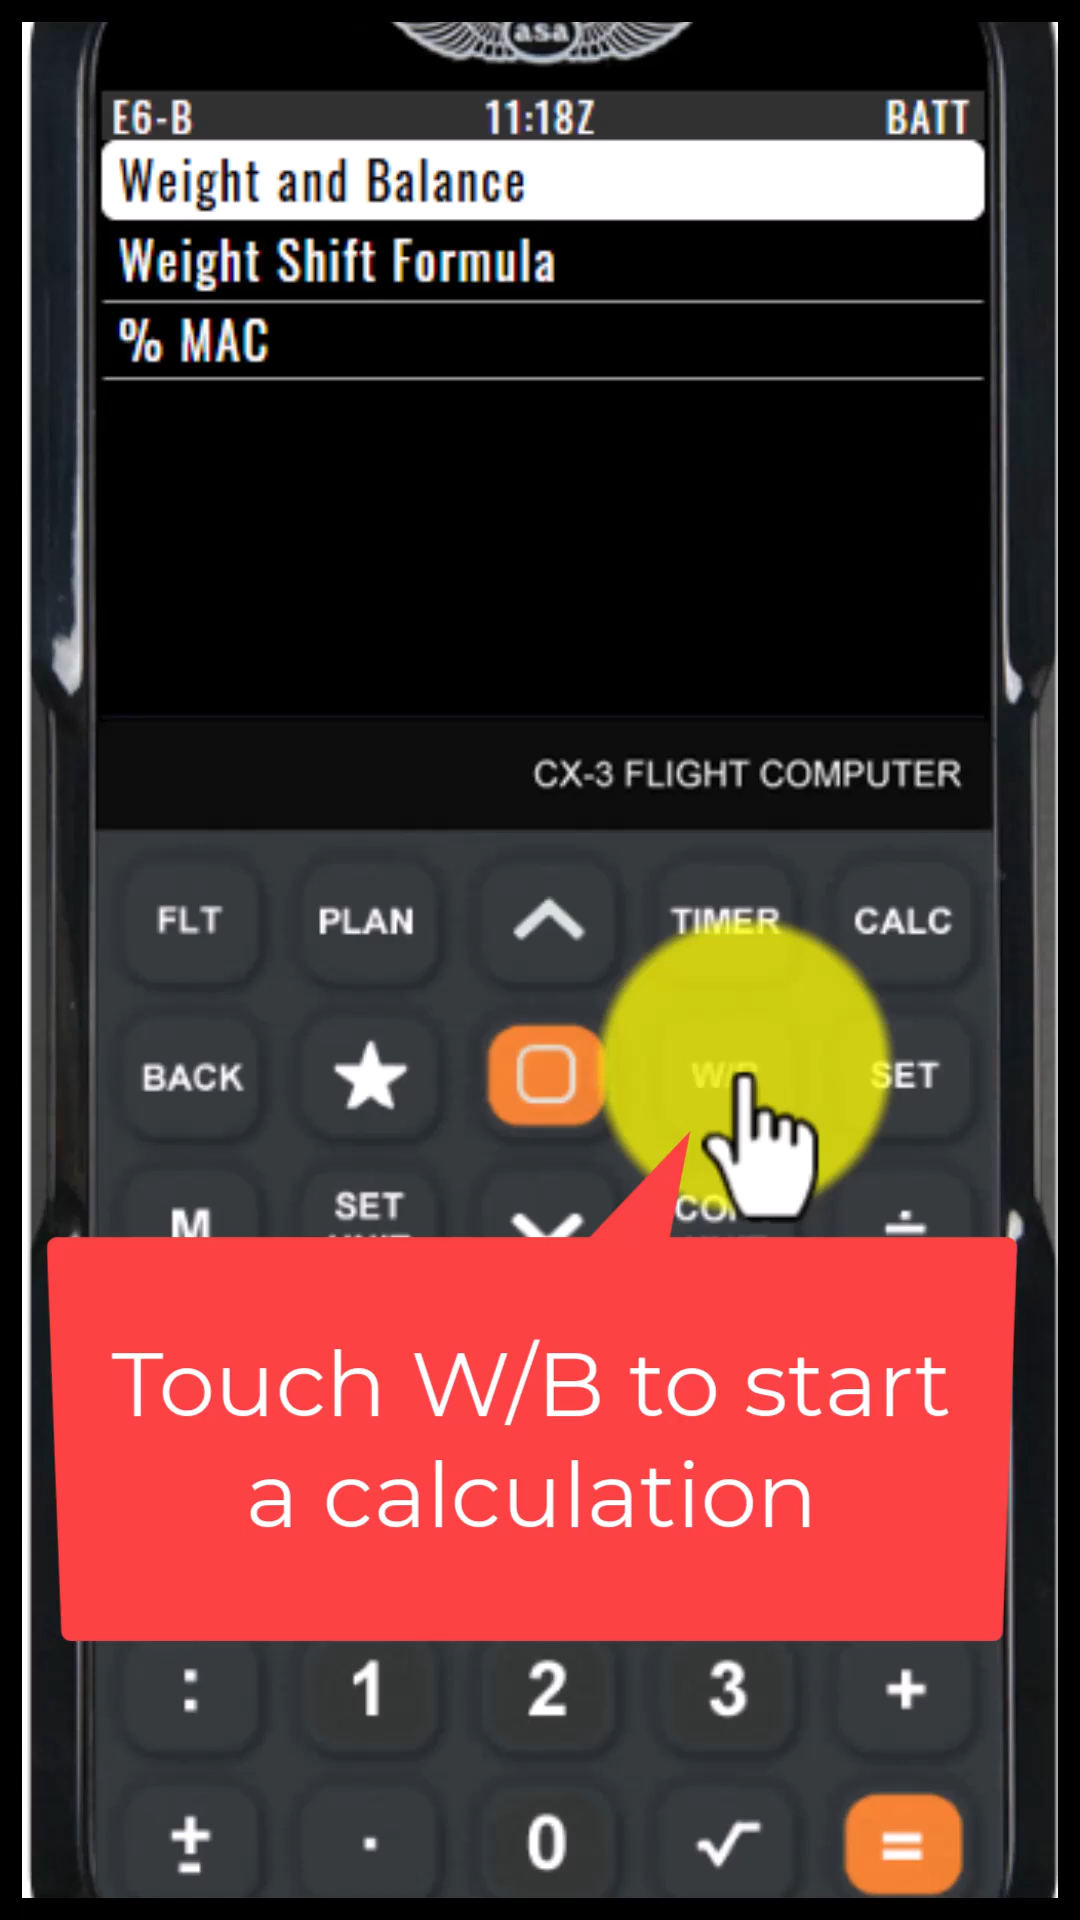 asa
E6-B 11:18Z BATT
Weight and Balance
Weight Shift Formula
% MAC
CX-3 FLIGHT COMPUTER
FLT PLAN TIMER CALC
BACK W/B SET
M SET
Touch W/B to start
a calculation
: 1 2 3 +
± . 0 √ =